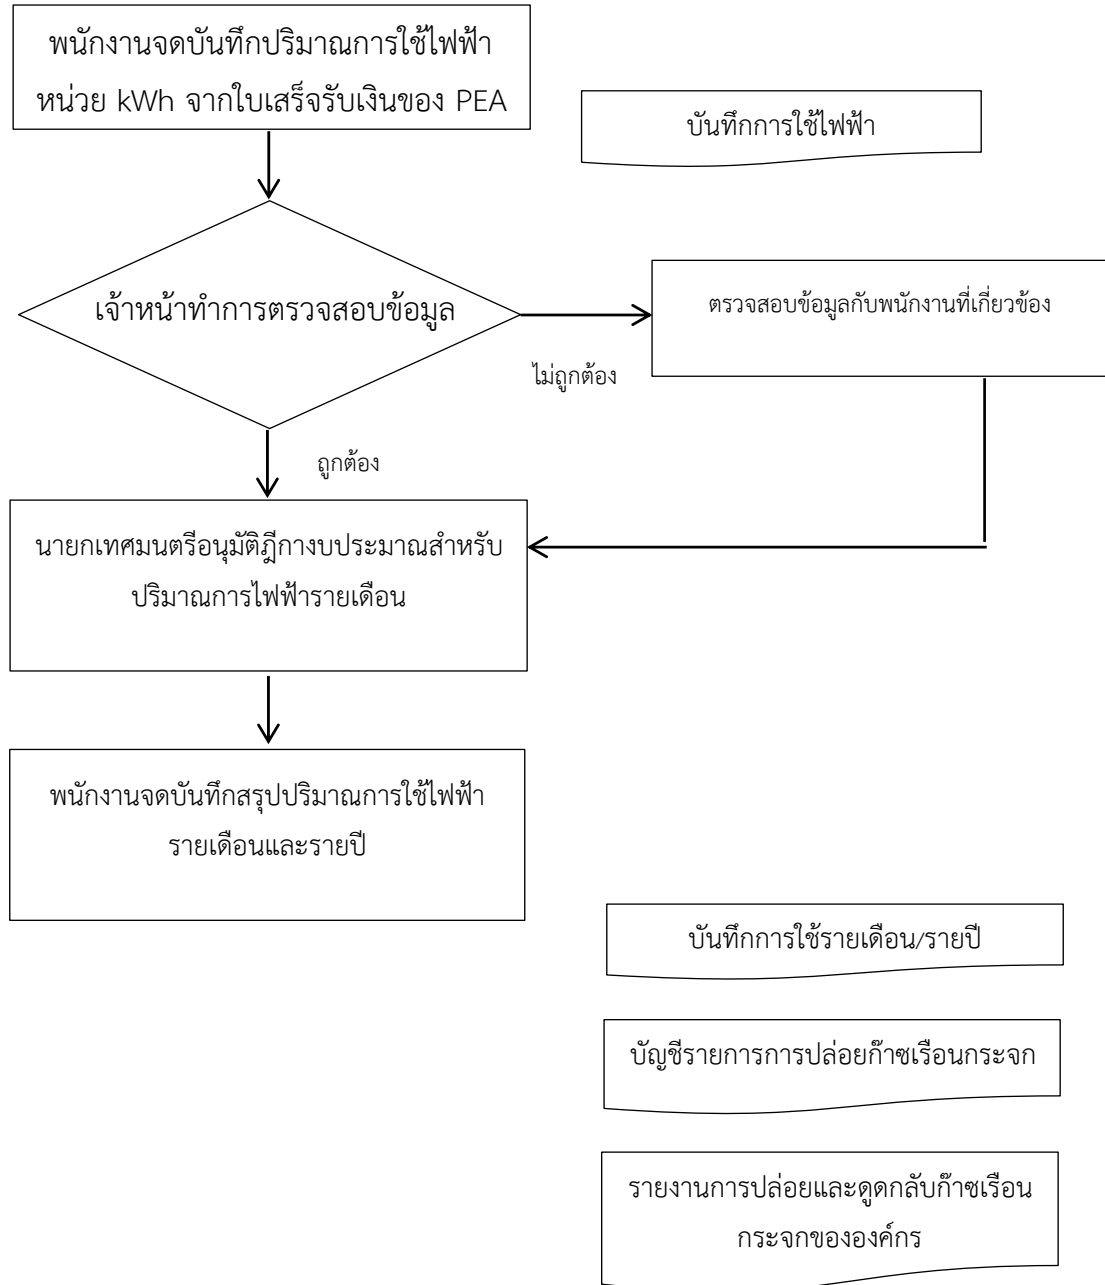 พนักงานจดบันทึกปริมาณการใช้ไฟฟ้า
หน่วย kWh จากใบเสร็จรับเงินของ PEA
บันทึกการใช้ไฟฟ้า
เจ้าหน้าทำการตรวจสอบข้อมูล
ตรวจสอบข้อมูลกับพนักงานที่เกี่ยวข้อง
ไม่ถูกต้อง
ถูกต้อง
นายกเทศมนตรีอนุมัติฎีกางบประมาณสำหรับ
ปริมาณการไฟฟ้ารายเดือน
พนักงานจดบันทึกสรุปปริมาณการใช้ไฟฟ้า
รายเดือนและรายปี
บันทึกการใช้รายเดือน/รายปี
บัญชีรายการการปล่อยก๊าซเรือนกระจก
รายงานการปล่อยและดูดกลับก๊าซเรือน
กระจกขององค์กร